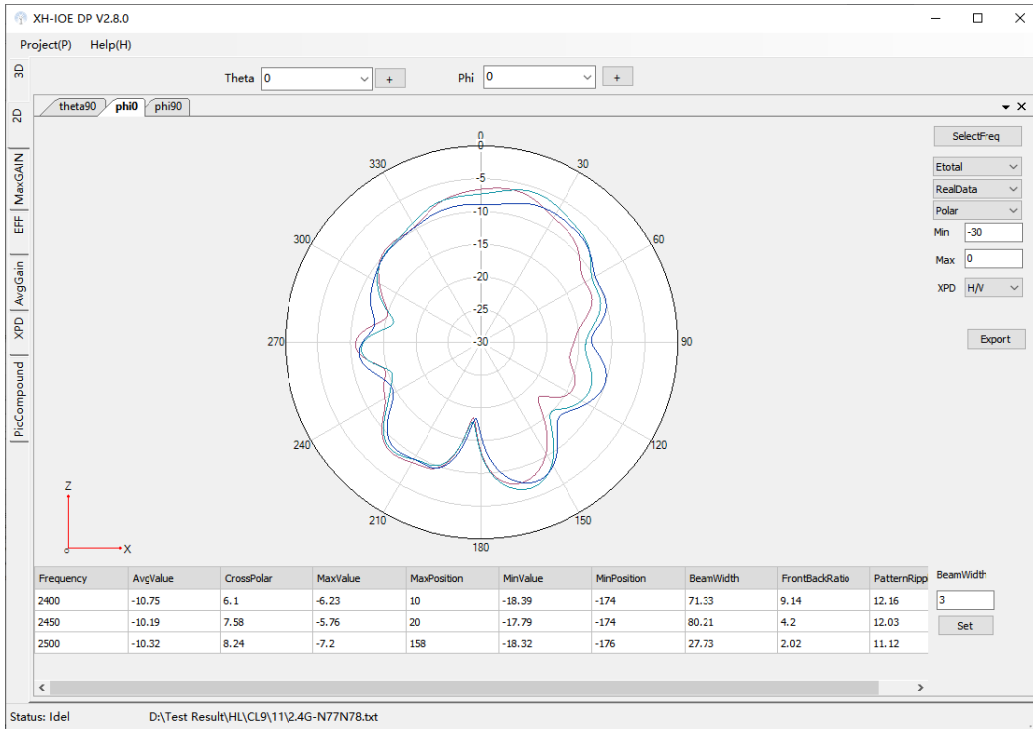 XH-IOE DP V2.8.0
Project(P) Help(H)
3D
2D
MaxGAIN
EFF
AvgGain
XPD
PicCompound
Theta 0 + Phi 0 +
theta90 phi0 phi90
SelectFreq
Etotal
RealData
Polar
Min -30
Max 0
XPD H/V
Export
0
30
60
90
120
150
180
210
240
270
300
330
0
-5
-10
-15
-20
-25
-30
Z
X
Frequency AvgValue CrossPolar MaxValue MaxPosition MinValue MinPosition BeamWidth FrontBackRatio PatternRippl
2400 -10.75 6.1 -6.23 10 -18.39 -174 71.33 9.14 12.16
2450 -10.19 7.58 -5.76 20 -17.79 -174 80.21 4.2 12.03
2500 -10.32 8.24 -7.2 158 -18.32 -176 27.73 2.02 11.12
BeamWidth
3
Set
Status: Idel D:\Test Result\HL\CL9\11\2.4G-N77N78.txt